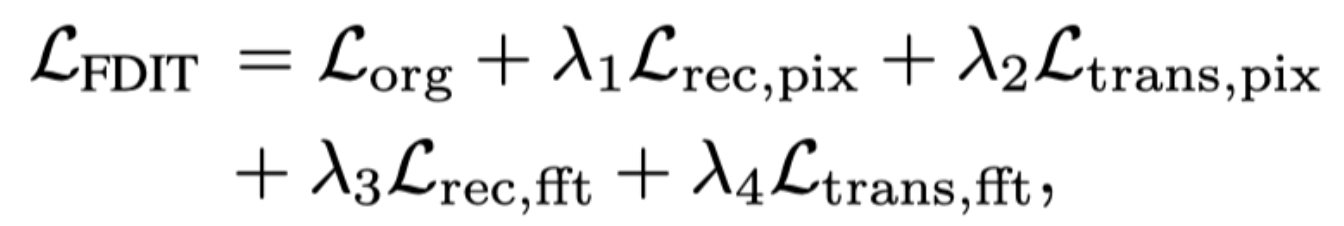 ℒ_FDIT = ℒ_org + λ₁ℒ_rec,pix + λ₂ℒ_trans,pix
+ λ₃ℒ_rec,fft + λ₄ℒ_trans,fft,